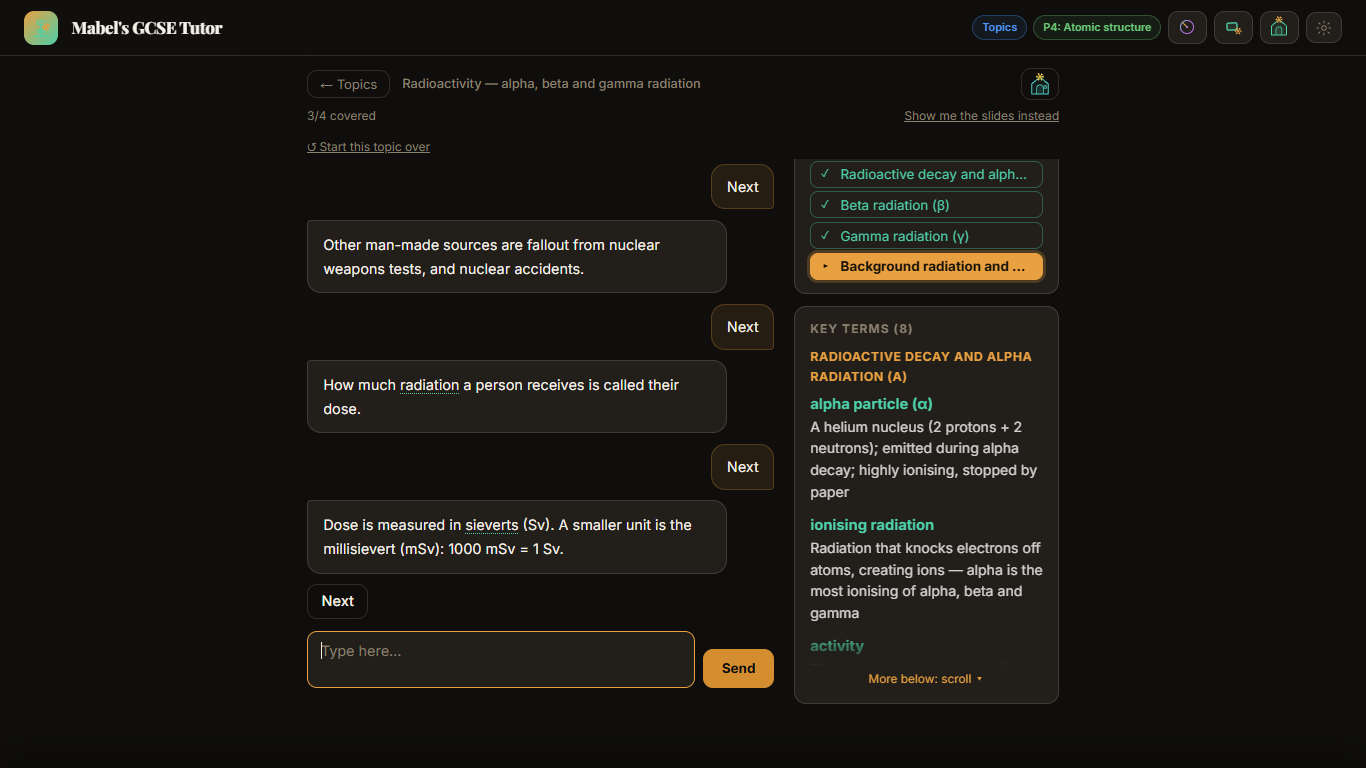 Mabel's GCSE Tutor
Topics
P4: Atomic structure
← Topics
Radioactivity — alpha, beta and gamma radiation
3/4 covered
Show me the slides instead
↺ Start this topic over
Next
Other man-made sources are fallout from nuclear
weapons tests, and nuclear accidents.
Next
How much radiation a person receives is called their
dose.
Next
Dose is measured in sieverts (Sv). A smaller unit is the
millisievert (mSv): 1000 mSv = 1 Sv.
Next
Type here...
Send
✓ Radioactive decay and alph...
✓ Beta radiation (β)
✓ Gamma radiation (γ)
▸ Background radiation and ...
KEY TERMS (8)
RADIOACTIVE DECAY AND ALPHA
RADIATION (Α)
alpha particle (α)
A helium nucleus (2 protons + 2
neutrons); emitted during alpha
decay; highly ionising, stopped by
paper
ionising radiation
Radiation that knocks electrons off
atoms, creating ions — alpha is the
most ionising of alpha, beta and
gamma
activity
More below: scroll ▾